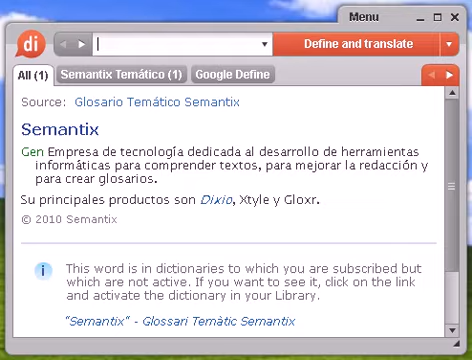 Menu
di
Define and translate
All (1) Semantix Temático (1) Google Define
Source: Glosario Temático Semantix
Semantix
Gen Empresa de tecnología dedicada al desarrollo de herramientas
informáticas para comprender textos, para mejorar la redacción y
para crear glosarios.
Su principales productos son Dixio, Xtyle y Gloxr.
© 2010 Semantix
i
This word is in dictionaries to which you are subscribed but
which are not active. If you want to see it, click on the link
and activate the dictionary in your Library.
"Semantix" - Glossari Temàtic Semantix